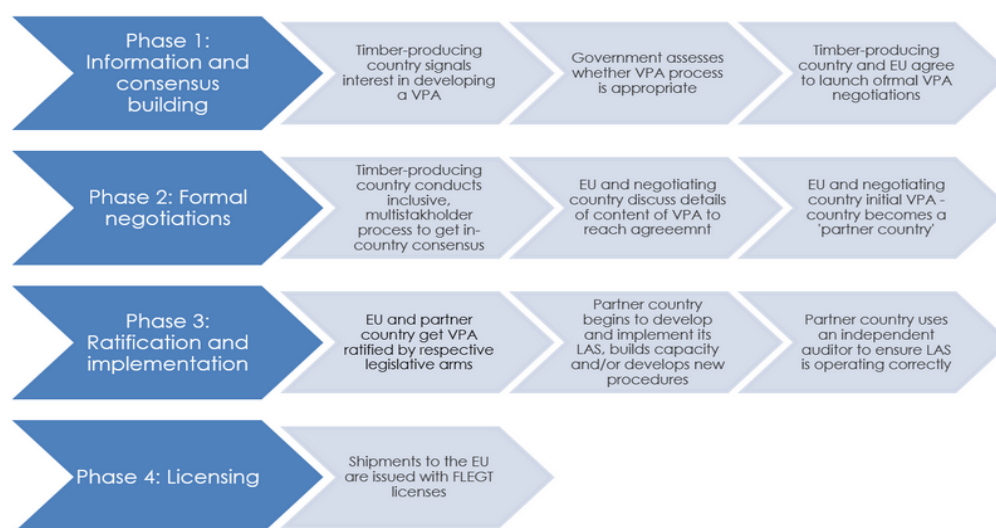 Phase 1:
Information and
consensus
building
Timber-producing
country signals
interest in developing
a VPA
Government assesses
whether VPA process
is appropriate
Timber-producing
country and EU agree
to launch ofrmal VPA
negotiations
Phase 2: Formal
negotiations
Timber-producing
country conducts
inclusive,
multistakholder
process to get in-
country consensus
EU and negotiating
country discuss details
of content of VPA to
reach agreeemnt
EU and negotiating
country initial VPA -
country becomes a
'partner country'
Phase 3:
Ratification and
implementation
EU and partner
country get VPA
ratified by respective
legislative arms
Partner country
begins to develop
and implement its
LAS, builds capacity
and/or develops new
procedures
Partner country uses
an independent
auditor to ensure LAS
is operating correctly
Phase 4: Licensing
Shipments to the EU
are issued with FLEGT
licenses